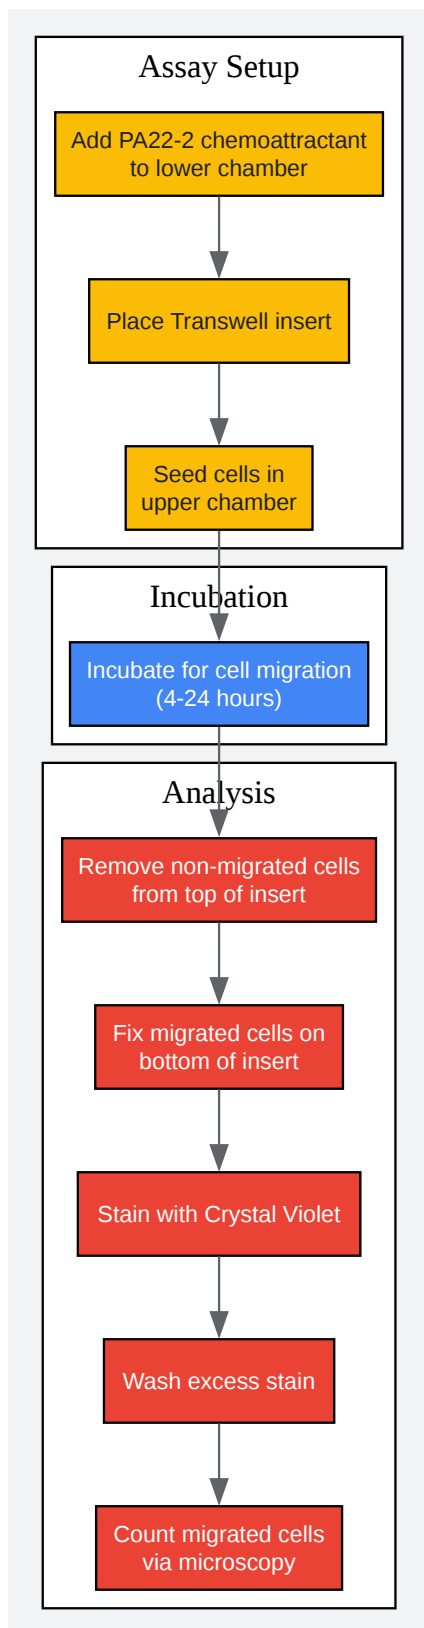 Assay Setup
Add PA22-2 chemoattractant
to lower chamber
Place Transwell insert
Seed cells in
upper chamber
Incubation
Incubate for cell migration
(4-24 hours)
Analysis
Remove non-migrated cells
from top of insert
Fix migrated cells on
bottom of insert
Stain with Crystal Violet
Wash excess stain
Count migrated cells
via microscopy